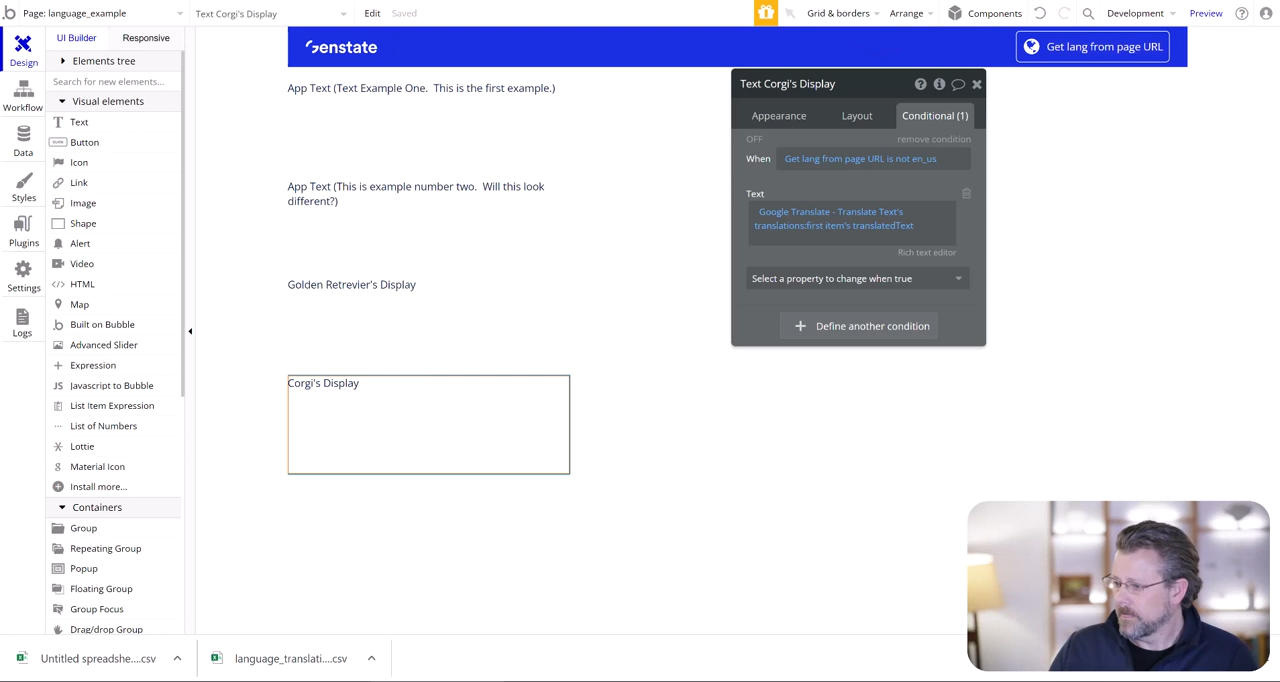 Page: language_example
Text Corgi's Display
Edit
Saved
Grid & borders
Arrange
Components
Development
Preview
Design
Workflow
Data
Styles
Plugins
Settings
Logs
UI Builder
Responsive
Elements tree
Search for new elements...
Visual elements
Text
Button
Icon
Link
Image
Shape
Alert
Video
HTML
Map
Built on Bubble
Advanced Slider
Expression
Javascript to Bubble
List Item Expression
List of Numbers
Lottie
Material Icon
Install more...
Containers
Group
Repeating Group
Popup
Floating Group
Group Focus
Drag/drop Group
Genstate
Get lang from page URL
App Text (Text Example One. This is the first example.)
App Text (This is example number two. Will this look
different?)
Golden Retrevier's Display
Corgi's Display
Text Corgi's Display
Appearance
Layout
Conditional (1)
OFF
remove condition
When
Get lang from page URL is not en_us
Text
Google Translate - Translate Text's
translations:first item's translatedText
Rich text editor
Select a property to change when true
Define another condition
Untitled spreadshe....csv
language_translati....csv